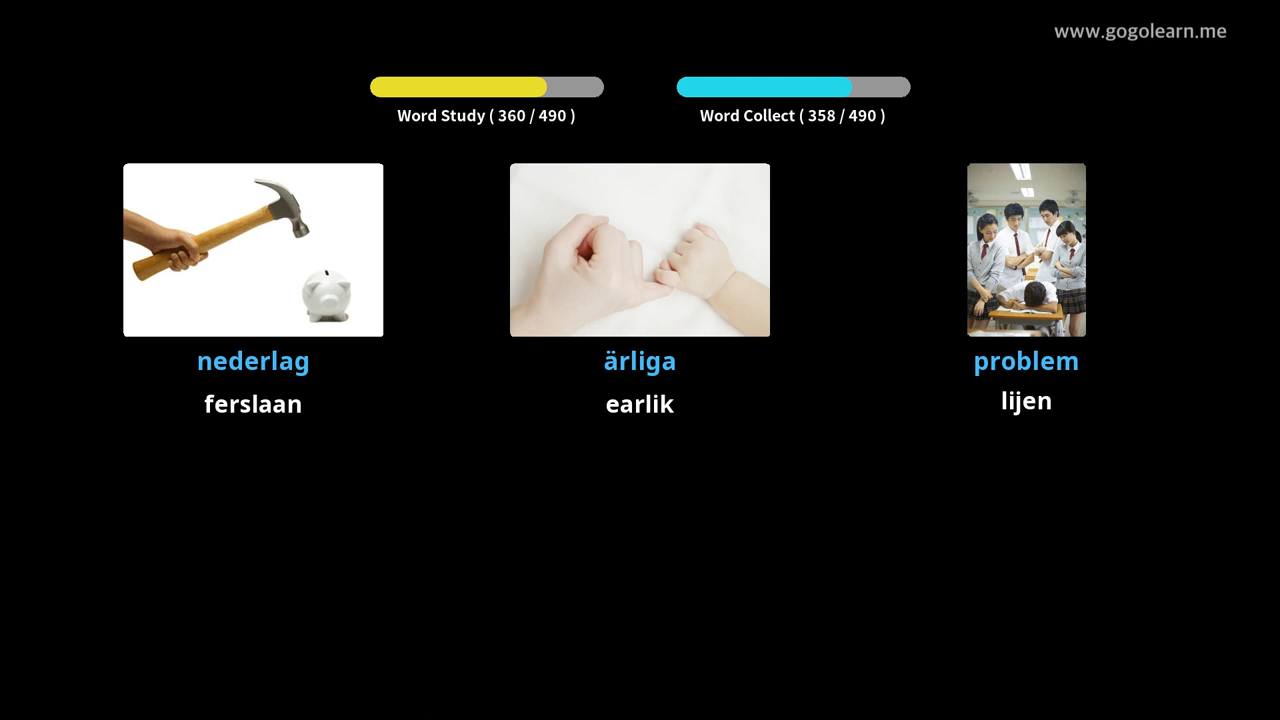 www.gogolearn.me
Word Study ( 360 / 490 )
Word Collect ( 358 / 490 )
nederlag
ärliga
problem
ferslaan
earlik
lijen